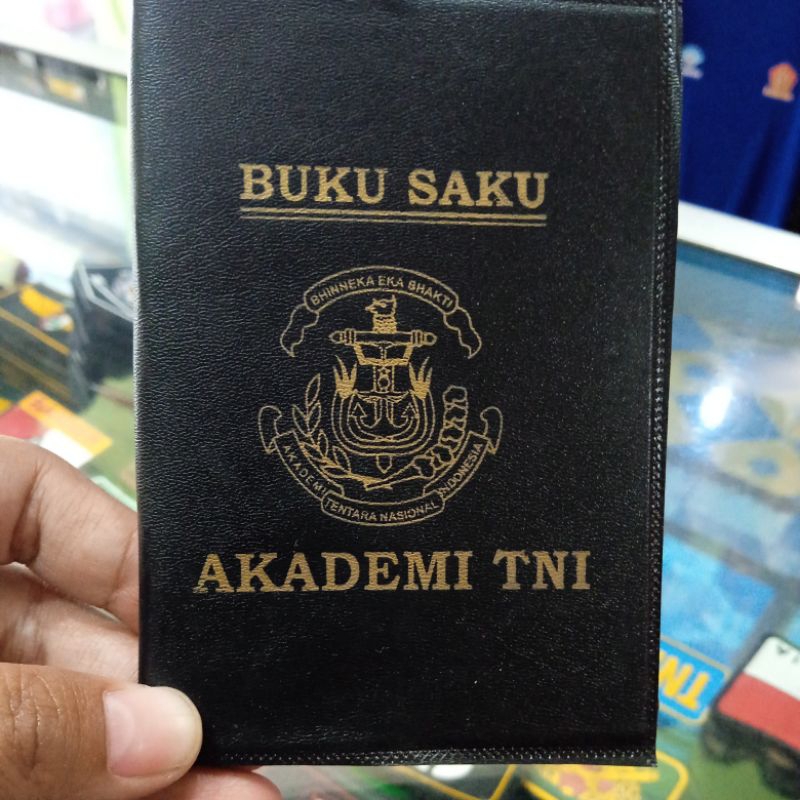 BUKU SAKU
BHINNEKA EKA BHAKTI
AKADEMI TENTARA NASIONAL INDONESIA
AKADEMI TNI